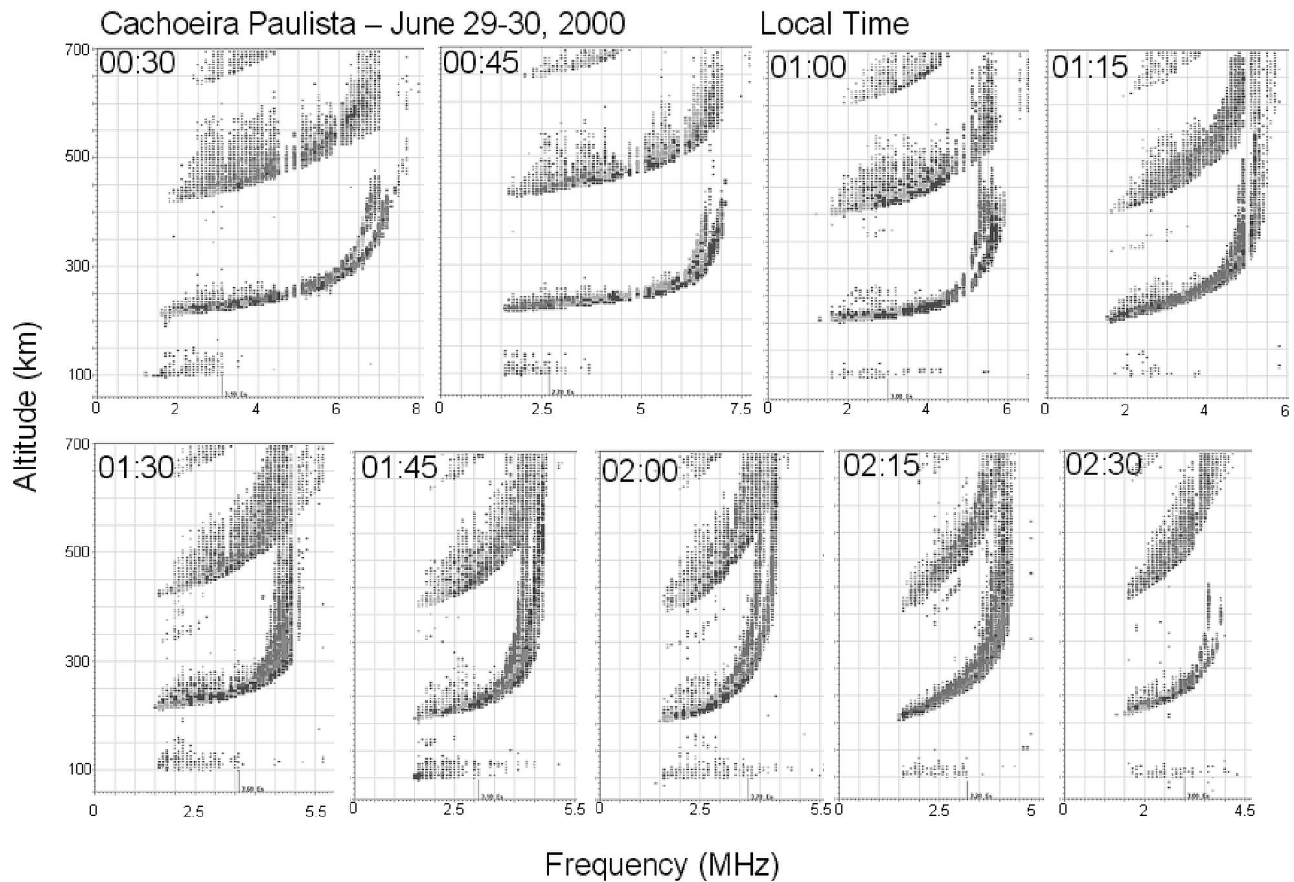 Cachoeira Paulista – June 29-30, 2000 Local Time
00:30 00:45 01:00 01:15
700
500
300
100
0 2 4 6 8 0 2.5 5 7.5 0 2 4 6 0 2 4 6
Altitude (km)
01:30 01:45 02:00 02:15 02:30
700
500
300
100
0 2.5 5.5 0 2.5 5.5 0 2.5 5.5 0 2.5 5 0 2 4.5
Frequency (MHz)